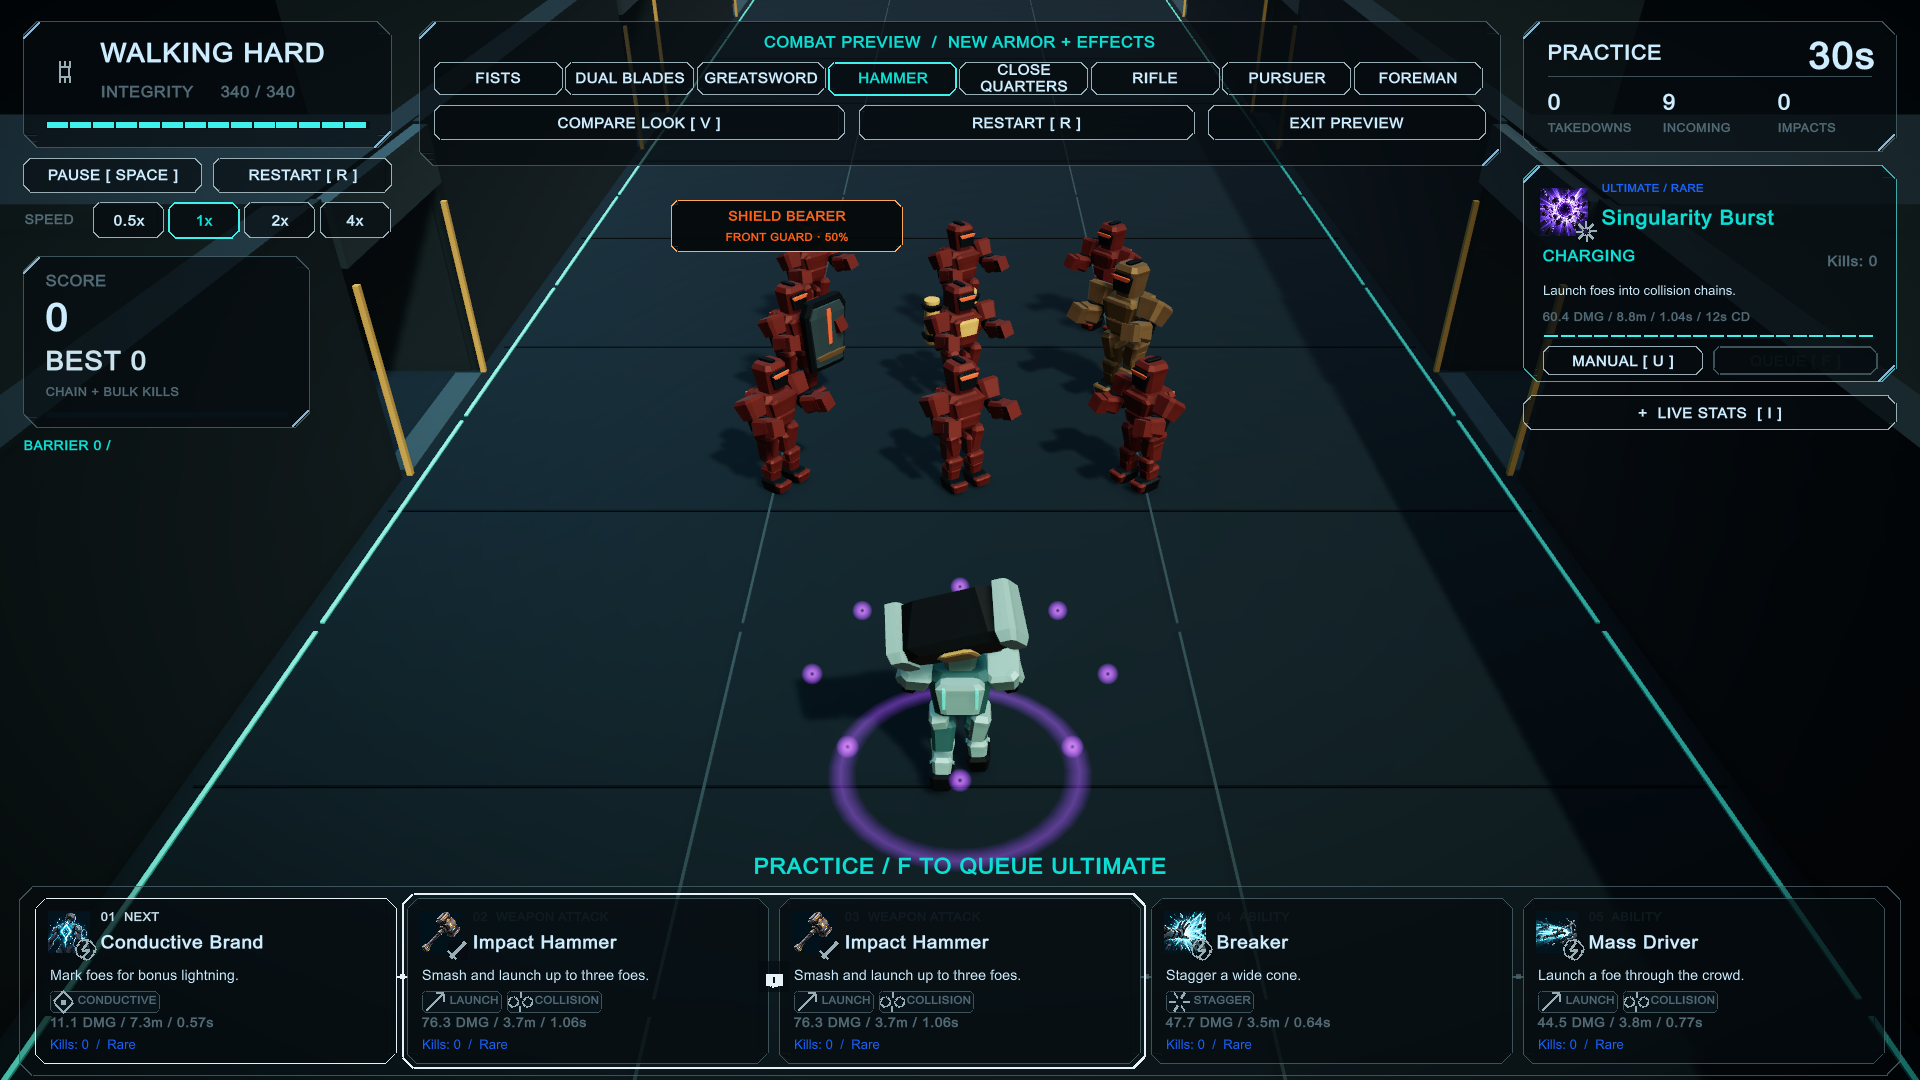 WALKING HARD
INTEGRITY 340 / 340
PAUSE [ SPACE ]
RESTART [ R ]
SPEED
0.5x
1x
2x
4x
SCORE
0
BEST 0
CHAIN + BULK KILLS
BARRIER 0 /
COMBAT PREVIEW / NEW ARMOR + EFFECTS
FISTS
DUAL BLADES
GREATSWORD
HAMMER
CLOSE
QUARTERS
RIFLE
PURSUER
FOREMAN
COMPARE LOOK [ V ]
RESTART [ R ]
EXIT PREVIEW
SHIELD BEARER
FRONT GUARD · 50%
PRACTICE
30s
0
TAKEDOWNS
9
INCOMING
0
IMPACTS
ULTIMATE / RARE
Singularity Burst
CHARGING
Kills: 0
Launch foes into collision chains.
60.4 DMG / 8.8m / 1.04s / 12s CD
MANUAL [ U ]
QUEUE [ F ]
+ LIVE STATS [ I ]
PRACTICE / F TO QUEUE ULTIMATE
01 NEXT
Conductive Brand
Mark foes for bonus lightning.
CONDUCTIVE
11.1 DMG / 7.3m / 0.57s
Kills: 0 / Rare
02 WEAPON ATTACK
Impact Hammer
Smash and launch up to three foes.
LAUNCH
COLLISION
76.3 DMG / 3.7m / 1.06s
Kills: 0 / Rare
03 WEAPON ATTACK
Impact Hammer
Smash and launch up to three foes.
LAUNCH
COLLISION
76.3 DMG / 3.7m / 1.06s
Kills: 0 / Rare
04 ABILITY
Breaker
Stagger a wide cone.
STAGGER
47.7 DMG / 3.5m / 0.64s
Kills: 0 / Rare
05 ABILITY
Mass Driver
Launch a foe through the crowd.
LAUNCH
COLLISION
44.5 DMG / 3.8m / 0.77s
Kills: 0 / Rare